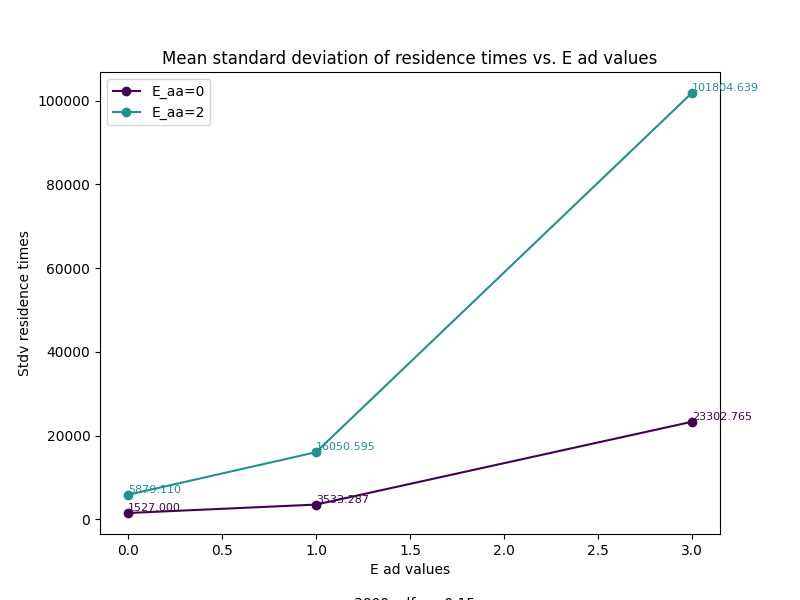 Mean standard deviation of residence times vs. E ad values
E_aa=0
E_aa=2
101804.639
23302.765
16050.595
3533.287
5879.110
1527.000
100000
80000
60000
40000
20000
0
Stdv residence times
0.0 0.5 1.0 1.5 2.0 2.5 3.0
E ad values